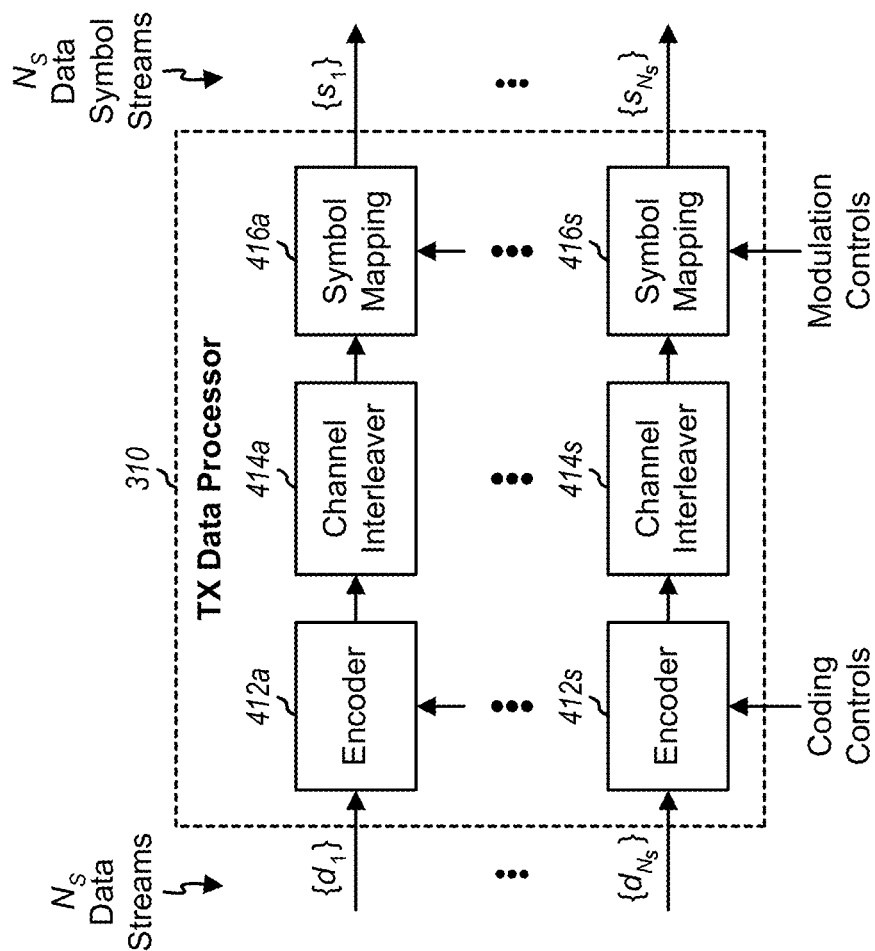 N_S
Data
Streams
N_S
Data
Symbol
Streams
310
TX Data Processor
412a
414a
416a
{d_1}
Encoder
Channel
Interleaver
Symbol
Mapping
{s_1}
412s
414s
416s
{d_{N_S}}
Encoder
Channel
Interleaver
Symbol
Mapping
{s_{N_S}}
Coding
Controls
Modulation
Controls